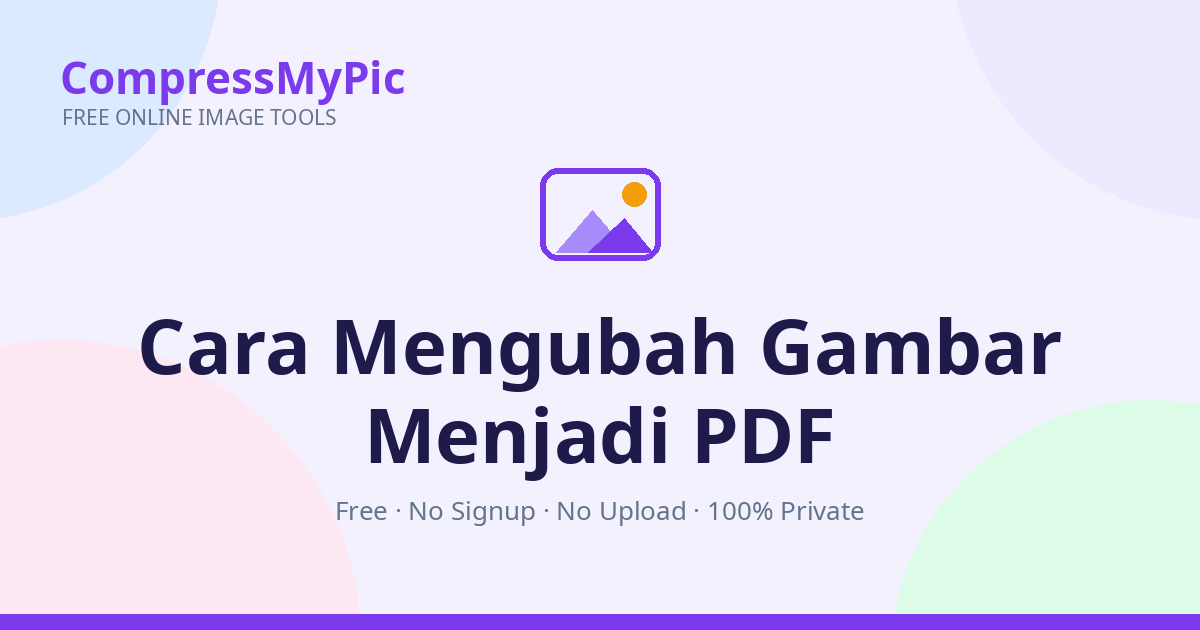 CompressMyPic
FREE ONLINE IMAGE TOOLS
Cara Mengubah Gambar
Menjadi PDF
Free · No Signup · No Upload · 100% Private